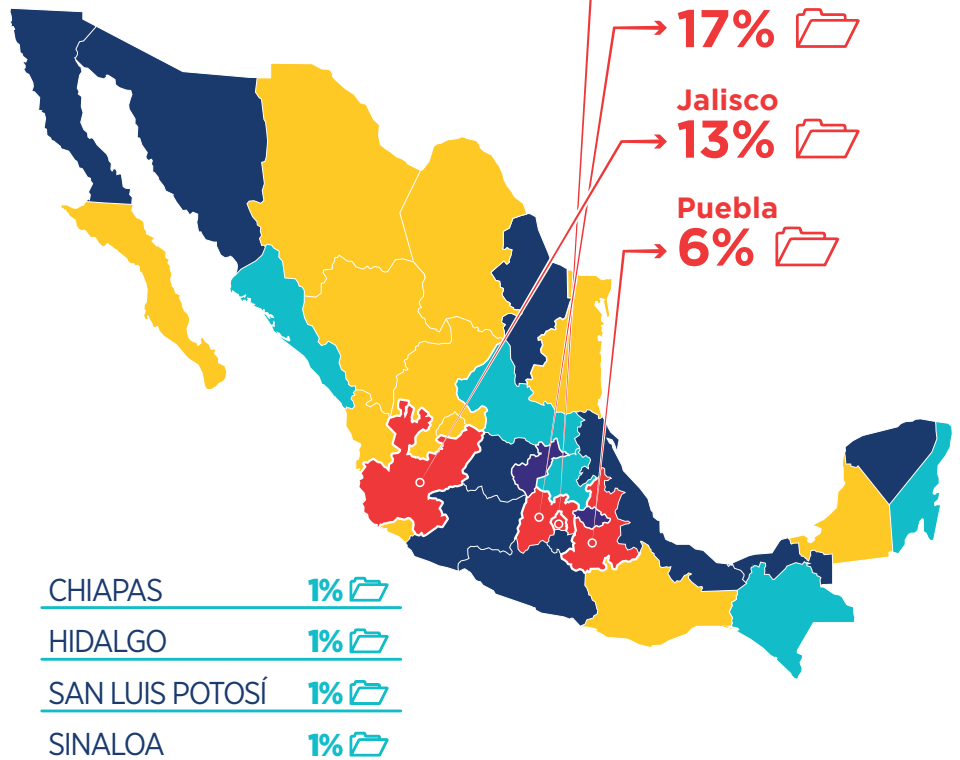 17%
Jalisco
13%
Puebla
6%
CHIAPAS 1%
HIDALGO 1%
SAN LUIS POTOSÍ 1%
SINALOA 1%